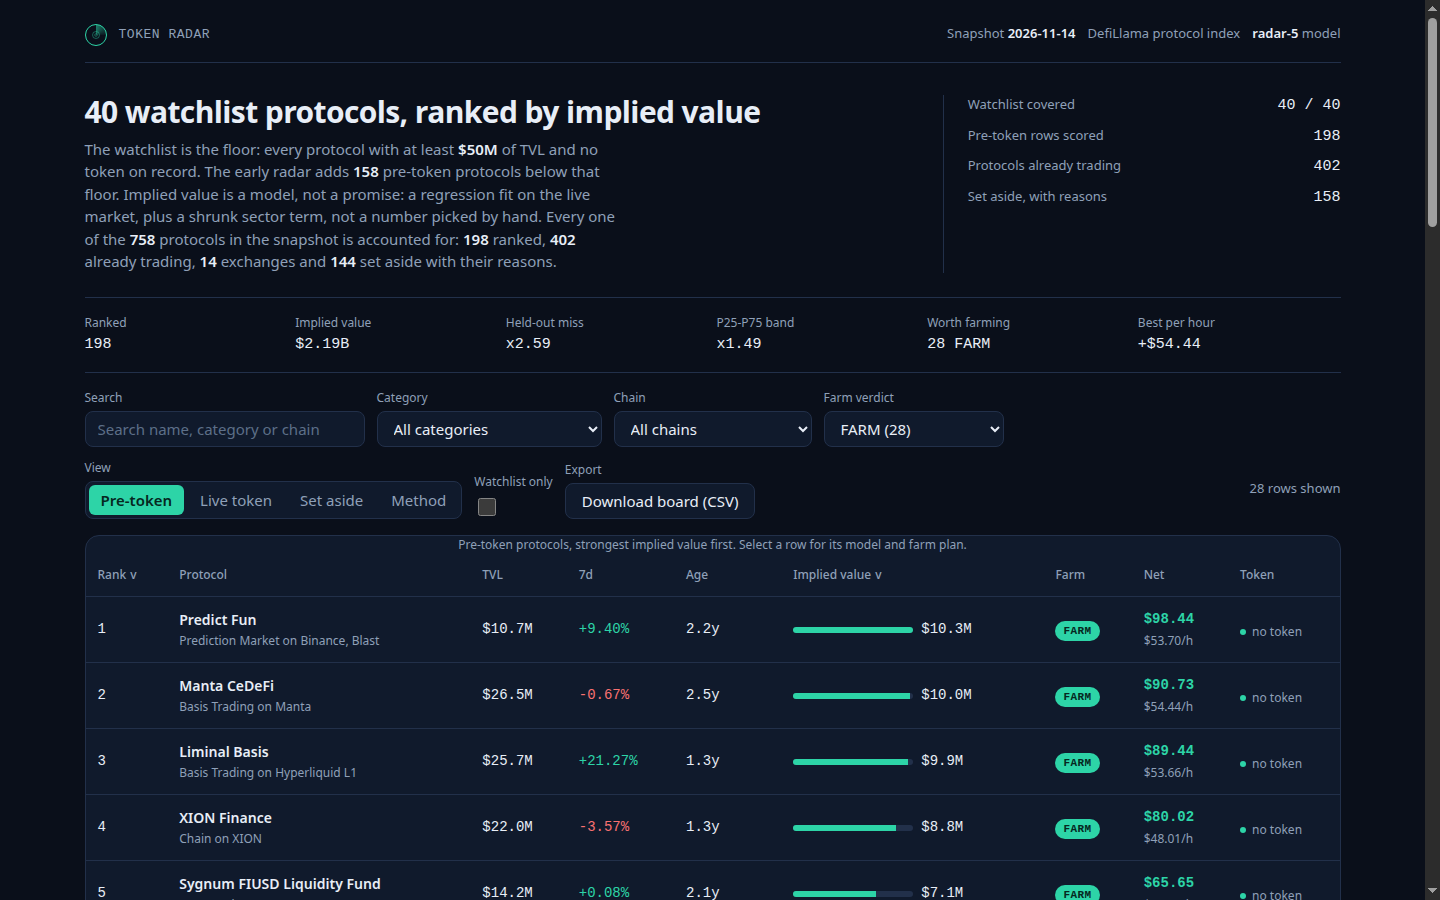 TOKEN RADAR
Snapshot 2026-11-14 DefiLlama protocol index radar-5 model
40 watchlist protocols, ranked by implied value
The watchlist is the floor: every protocol with at least $50M of TVL and no
token on record. The early radar adds 158 pre-token protocols below that
floor. Implied value is a model, not a promise: a regression fit on the live
market, plus a shrunk sector term, not a number picked by hand. Every one
of the 758 protocols in the snapshot is accounted for: 198 ranked, 402
already trading, 14 exchanges and 144 set aside with their reasons.
Watchlist covered 40 / 40
Pre-token rows scored 198
Protocols already trading 402
Set aside, with reasons 158
Ranked Implied value Held-out miss P25-P75 band Worth farming Best per hour
198 $2.19B x2.59 x1.49 28 FARM +$54.44
Search Category Chain Farm verdict
Search name, category or chain All categories All chains FARM (28)
View Watchlist only Export
Pre-token Live token Set aside Method Download board (CSV) 28 rows shown
Pre-token protocols, strongest implied value first. Select a row for its model and farm plan.
Rank v Protocol TVL 7d Age Implied value v Farm Net Token
1 Predict Fun $10.7M +9.40% 2.2y $10.3M FARM $98.44 no token
Prediction Market on Binance, Blast $53.70/h
2 Manta CeDeFi $26.5M -0.67% 2.5y $10.0M FARM $90.73 no token
Basis Trading on Manta $54.44/h
3 Liminal Basis $25.7M +21.27% 1.3y $9.9M FARM $89.44 no token
Basis Trading on Hyperliquid L1 $53.66/h
4 XION Finance $22.0M -3.57% 1.3y $8.8M FARM $80.02 no token
Chain on XION $48.01/h
5 Sygnum FIUSD Liquidity Fund $14.2M +0.08% 2.1y $7.1M FARM $65.65 no token